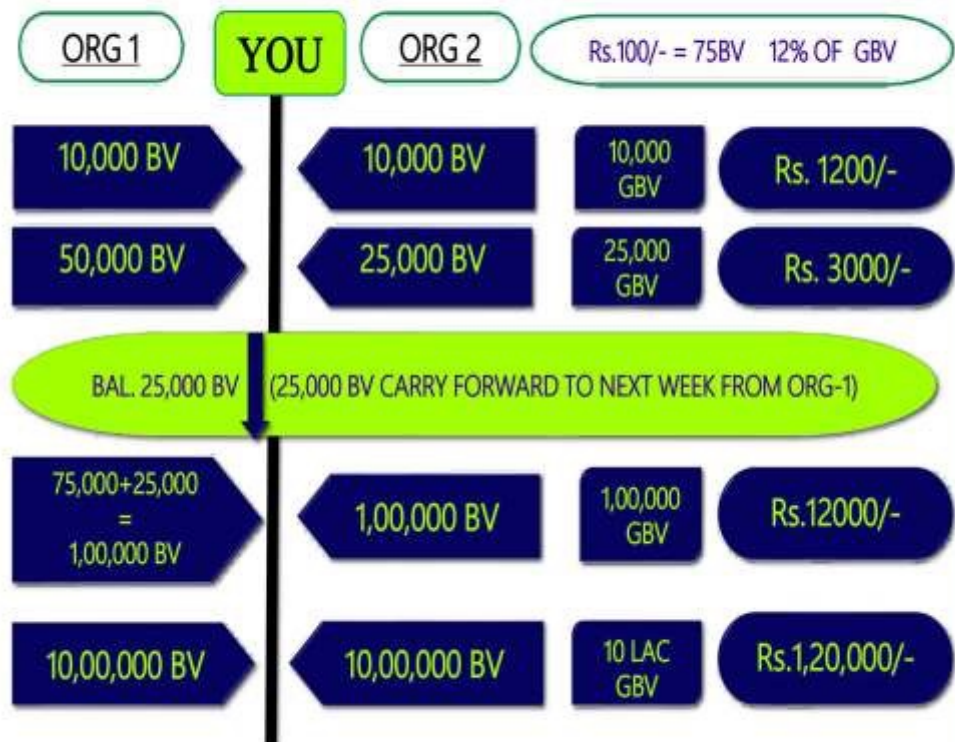 ORG 1
YOU
ORG 2
Rs.100/- = 75BV 12% OF GBV
10,000 BV
10,000 BV
10,000
GBV
Rs. 1200/-
50,000 BV
25,000 BV
25,000
GBV
Rs. 3000/-
BAL. 25,000 BV (25,000 BV CARRY FORWARD TO NEXT WEEK FROM ORG-1)
75,000+25,000
=
1,00,000 BV
1,00,000 BV
1,00,000
GBV
Rs.12000/-
10,00,000 BV
10,00,000 BV
10 LAC
GBV
Rs.1,20,000/-